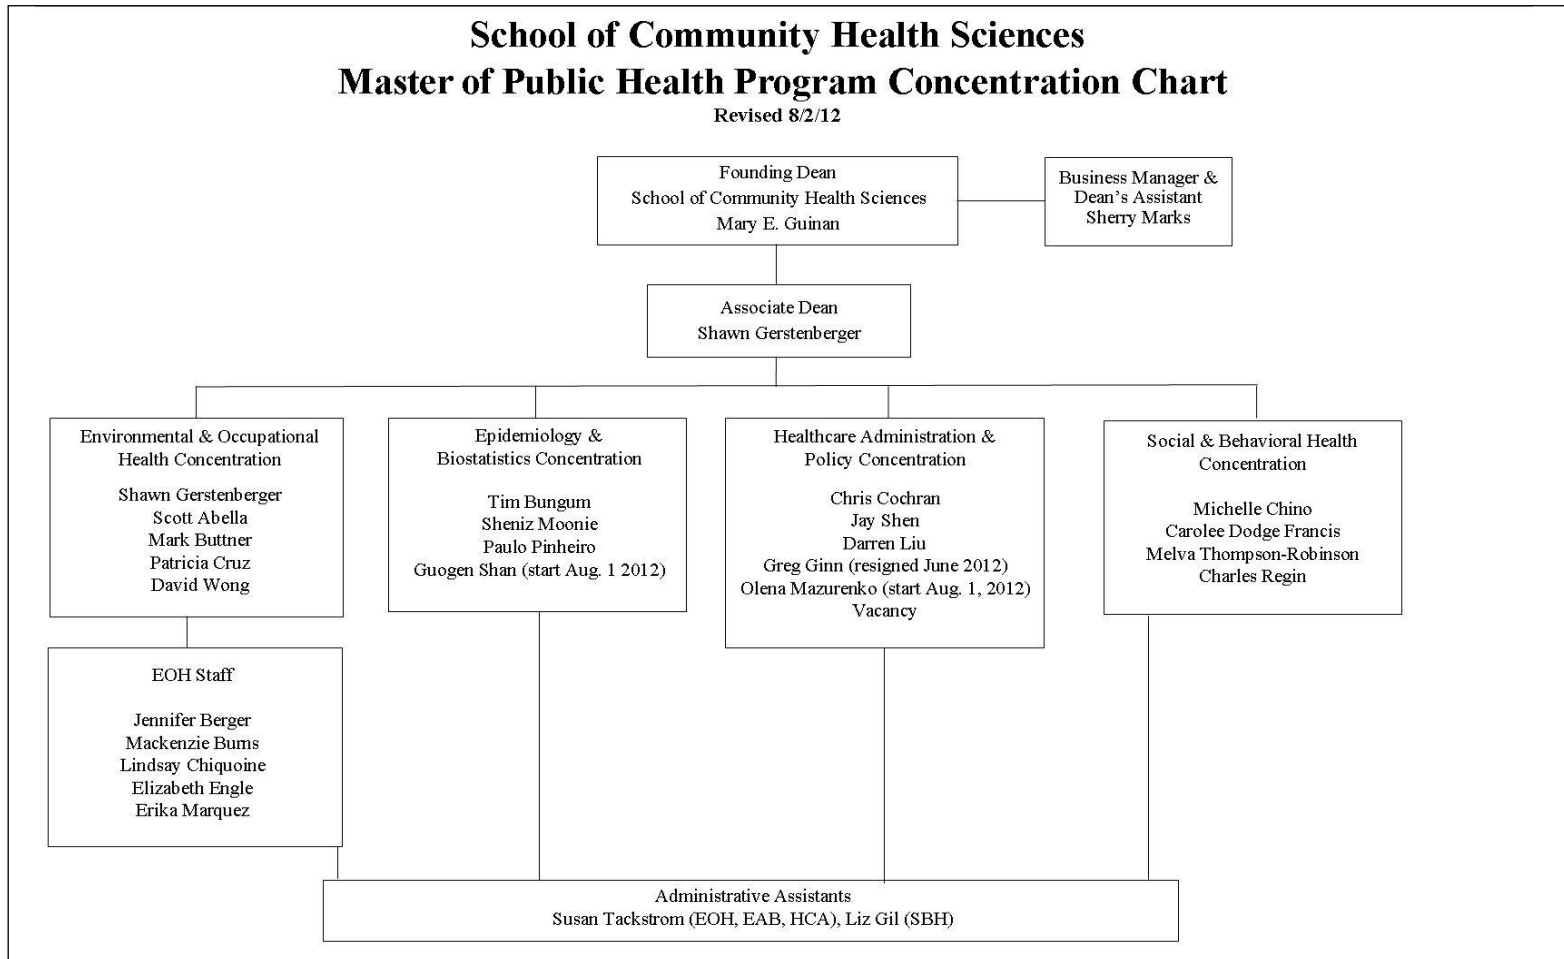 School of Community Health Sciences
Master of Public Health Program Concentration Chart
Revised 8/2/12
Founding Dean
School of Community Health Sciences
Mary E. Guinan
Business Manager &
Dean's Assistant
Sherry Marks
Associate Dean
Shawn Gerstenberger
Environmental & Occupational
Health Concentration
Shawn Gerstenberger
Scott Abella
Mark Buttner
Patricia Cruz
David Wong
Epidemiology &
Biostatistics Concentration
Tim Bungum
Sheniz Moonie
Paulo Pinheiro
Guogen Shan (start Aug. 1 2012)
Healthcare Administration &
Policy Concentration
Chris Cochran
Jay Shen
Darren Liu
Greg Ginn (resigned June 2012)
Olena Mazurenko (start Aug. 1, 2012)
Vacancy
Social & Behavioral Health
Concentration
Michelle Chino
Carolee Dodge Francis
Melva Thompson-Robinson
Charles Regin
EOH Staff
Jennifer Berger
Mackenzie Burns
Lindsay Chiquoine
Elizabeth Engle
Erika Marquez
Administrative Assistants
Susan Tackstrom (EOH, EAB, HCA), Liz Gil (SBH)